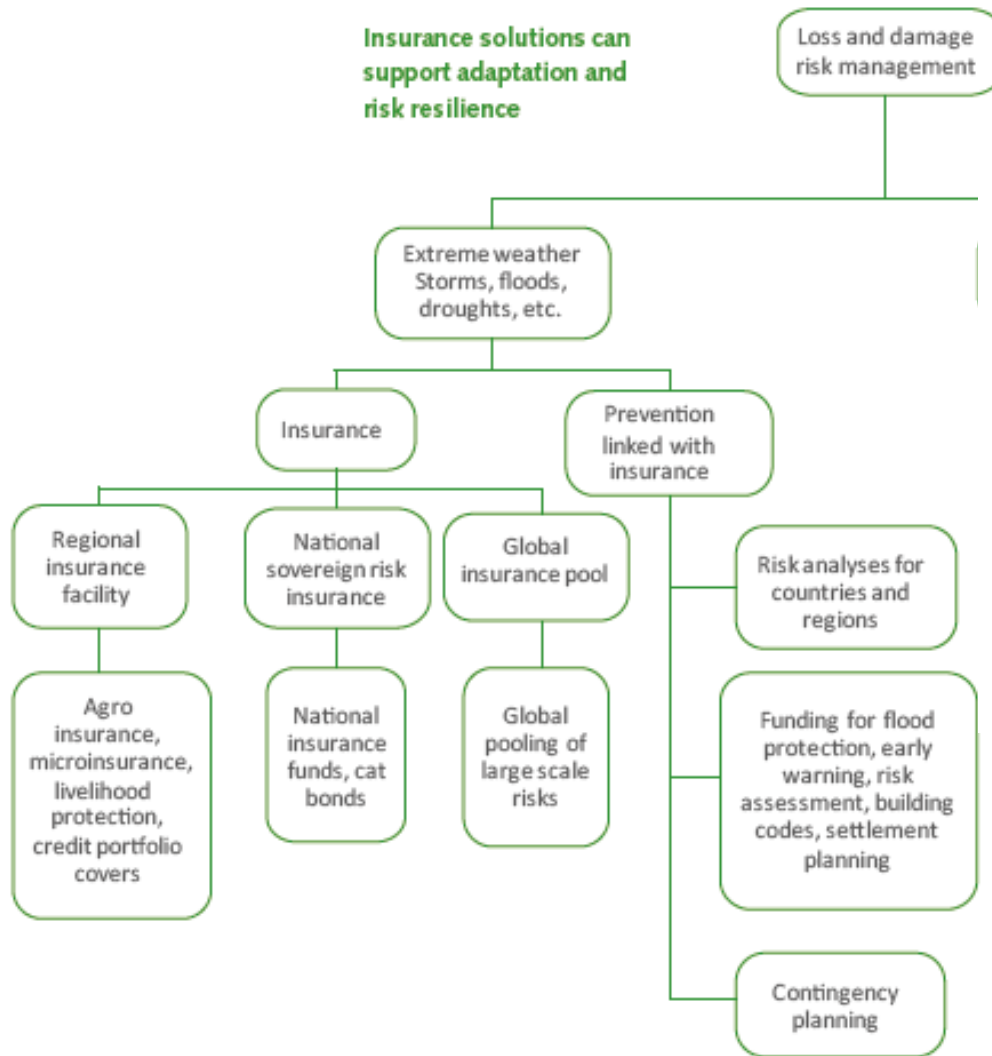 Insurance solutions can
support adaptation and
risk resilience
Loss and damage
risk management
Extreme weather
Storms, floods,
droughts, etc.
Insurance
Prevention
linked with
insurance
Regional
insurance
facility
National
sovereign risk
insurance
Global
insurance pool
Risk analyses for
countries and
regions
Agro
insurance,
microinsurance,
livelihood
protection,
credit portfolio
covers
National
insurance
funds, cat
bonds
Global
pooling of
large scale
risks
Funding for flood
protection, early
warning, risk
assessment, building
codes, settlement
planning
Contingency
planning